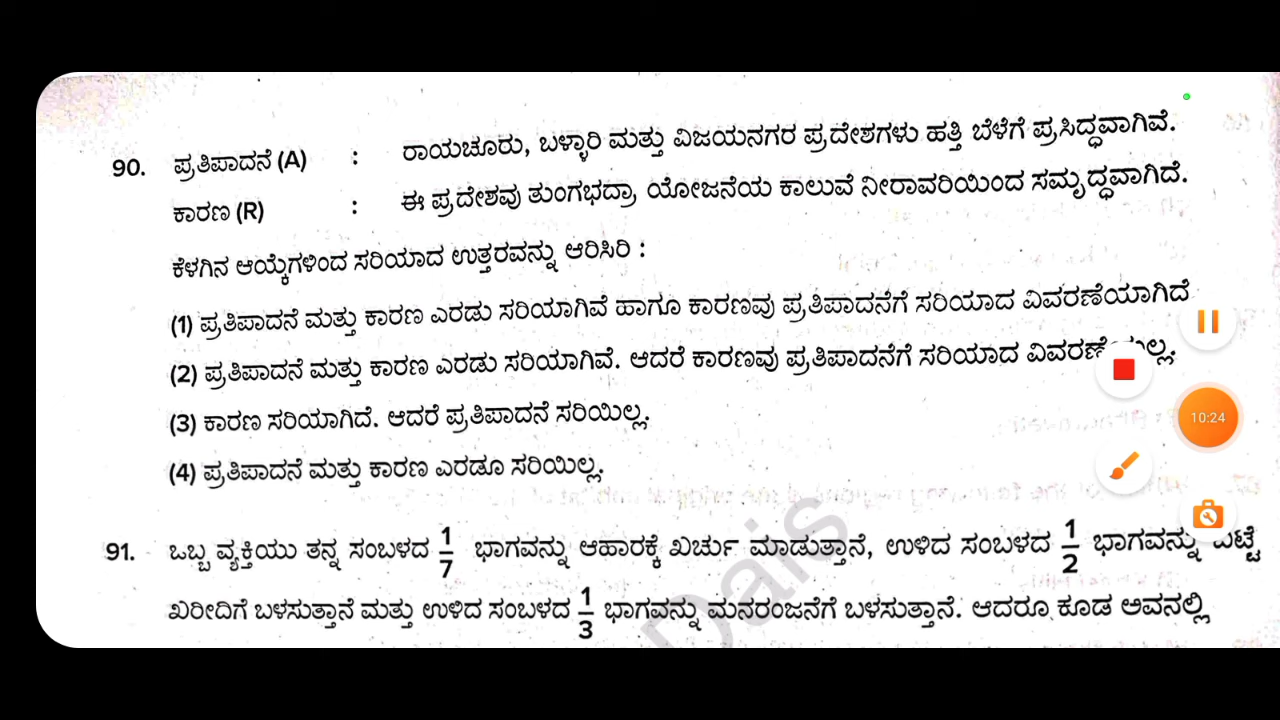 90. ಪ್ರತಿಪಾದನೆ (A) : ರಾಯಚೂರು, ಬಳ್ಳಾರಿ ಮತ್ತು ವಿಜಯನಗರ ಪ್ರದೇಶಗಳು ಹತ್ತಿ ಬೆಳೆಗೆ ಪ್ರಸಿದ್ಧವಾಗಿವೆ.
ಕಾರಣ (R) : ಈ ಪ್ರದೇಶವು ತುಂಗಭದ್ರಾ ಯೋಜನೆಯ ಕಾಲುವೆ ನೀರಾವರಿಯಿಂದ ಸಮೃದ್ಧವಾಗಿದೆ.
ಕೆಳಗಿನ ಆಯ್ಕೆಗಳಿಂದ ಸರಿಯಾದ ಉತ್ತರವನ್ನು ಆರಿಸಿರಿ :
(1) ಪ್ರತಿಪಾದನೆ ಮತ್ತು ಕಾರಣ ಎರಡು ಸರಿಯಾಗಿವೆ ಹಾಗೂ ಕಾರಣವು ಪ್ರತಿಪಾದನೆಗೆ ಸರಿಯಾದ ವಿವರಣೆಯಾಗಿದೆ
(2) ಪ್ರತಿಪಾದನೆ ಮತ್ತು ಕಾರಣ ಎರಡು ಸರಿಯಾಗಿವೆ. ಆದರೆ ಕಾರಣವು ಪ್ರತಿಪಾದನೆಗೆ ಸರಿಯಾದ
(3) ಕಾರಣ ಸರಿಯಾಗಿದೆ. ಆದರೆ ಪ್ರತಿಪಾದನೆ ಸರಿಯಿಲ್ಲ.
(4) ಪ್ರತಿಪಾದನೆ ಮತ್ತು ಕಾರಣ ಎರಡೂ ಸರಿಯಿಲ್ಲ.
91. ಒಬ್ಬ ವ್ಯಕ್ತಿಯು ತನ್ನ ಸಂಬಳದ 1/7 ಭಾಗವನ್ನು ಆಹಾರಕ್ಕೆ ಖರ್ಚು ಮಾಡುತ್ತಾನೆ, ಉಳಿದ ಸಂಬಳದ 1/2 ಭಾಗವನ್ನು
ಖರೀದಿಗೆ ಬಳಸುತ್ತಾನೆ ಮತ್ತು ಉಳಿದ ಸಂಬಳದ 1/3 ಭಾಗವನ್ನು ಮನರಂಜನೆಗೆ ಬಳಸುತ್ತಾನೆ. ಆದರೂ ಕೂಡ ಅವನಲ್ಲಿ
10:24
Dais